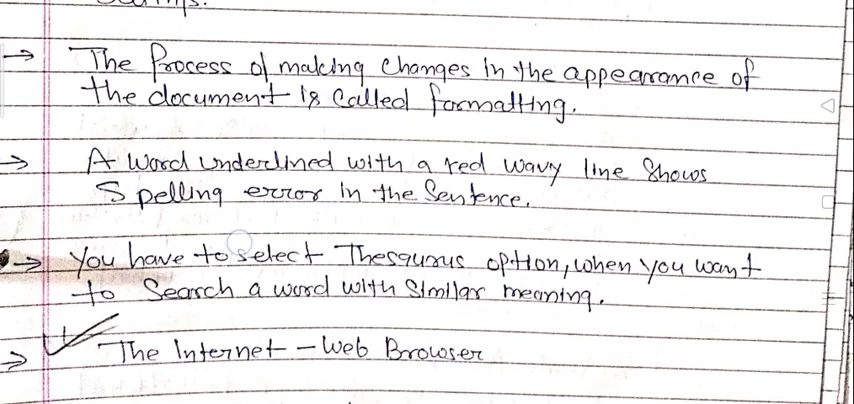 → The Process of making Changes in the appearance of
the document is Called formatting.
→ A word underlined with a red wavy line Shows
Spelling error in the Sentence.
→ You have to select Thesaurus option, when you want
to Search a word with Similar meaning.
→ The Internet - Web Browser